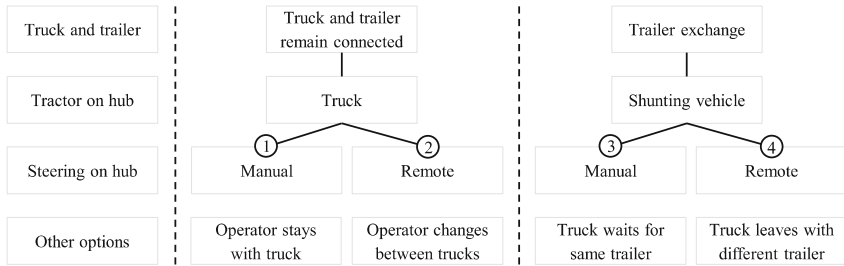 Truck and trailer
Truck and trailer
remain connected
Trailer exchange
Tractor on hub
Truck
Shunting vehicle
1
2
3
4
Steering on hub
Manual
Remote
Manual
Remote
Other options
Operator stays
with truck
Operator changes
between trucks
Truck waits for
same trailer
Truck leaves with
different trailer